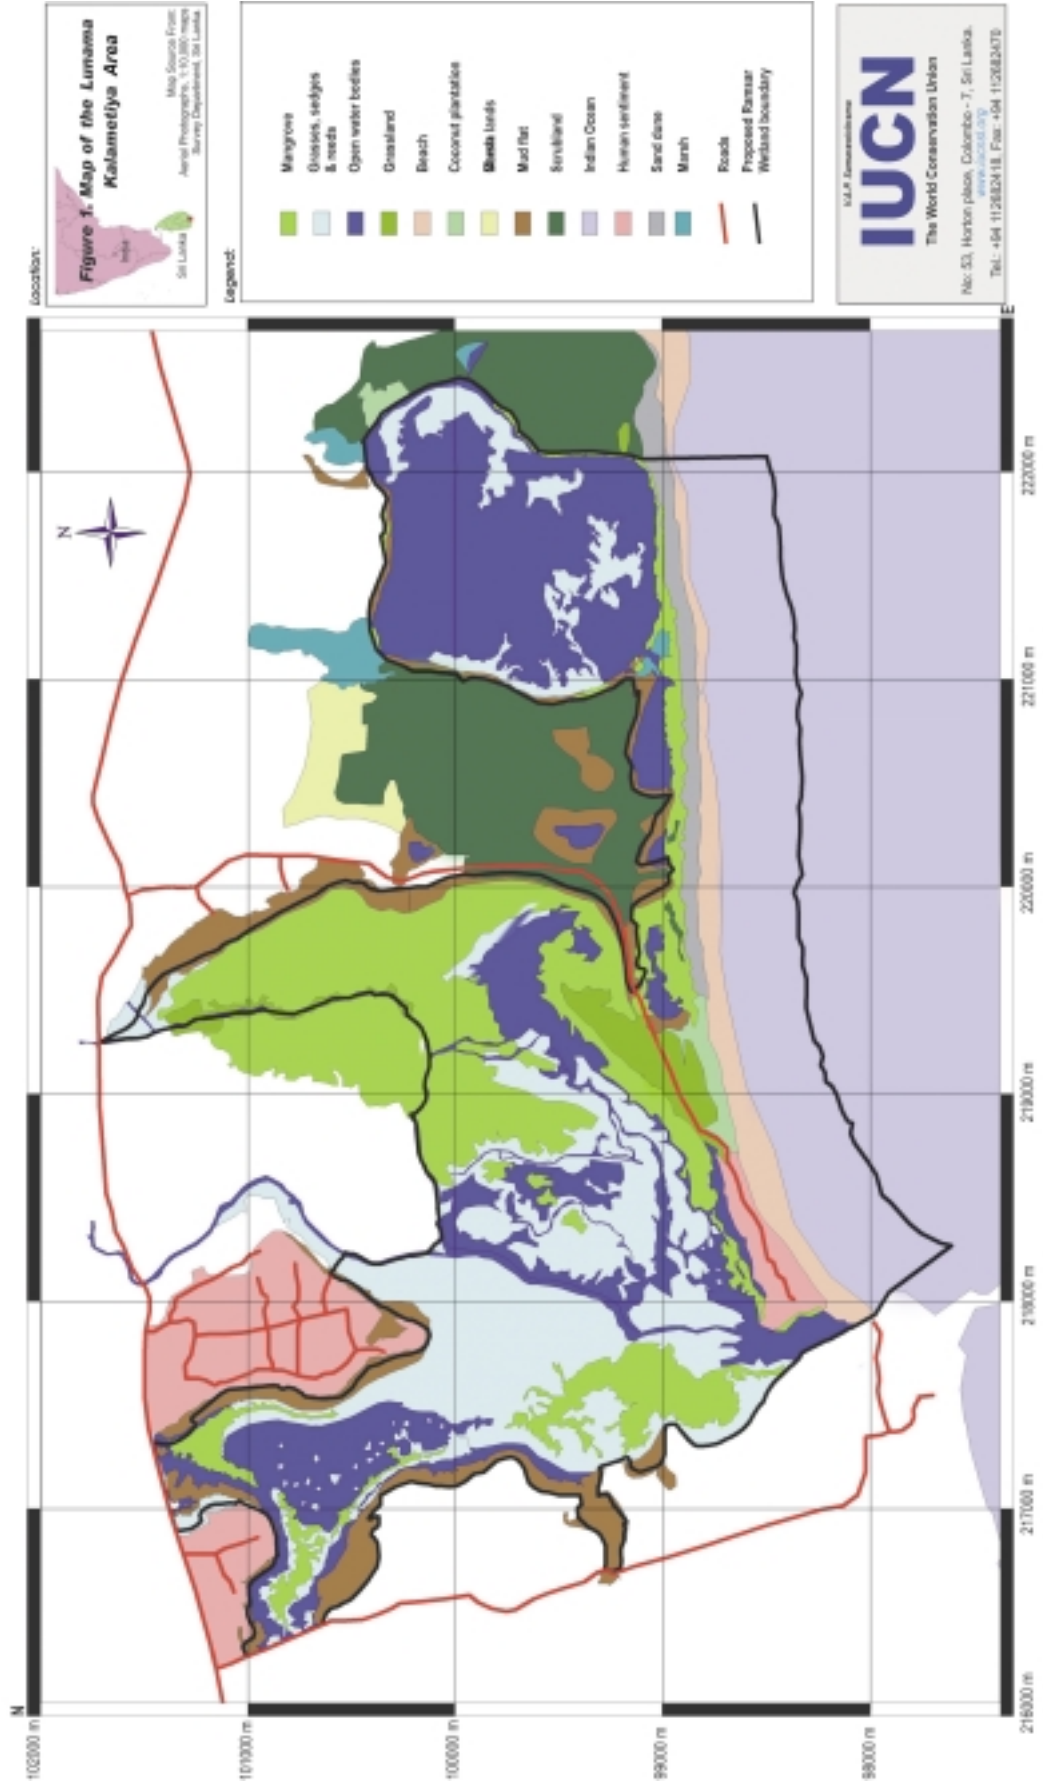 Location:
Figure 1. Map of the Lunama
Kalametiya Area
Map Source From:
Aerial Photographs, 1:10,000 maps
Survey Department, Sri Lanka
India
Sri Lanka
Legend:
Mangrove
Grasses, sedges
& reeds
Open water bodies
Grassland
Beach
Coconut plantation
lands
Mud flat
Scrubland
Indian Ocean
Human sediment
Sand dune
Marsh
Roads
Proposed Ramsar
Wetland boundary
IUCN
The World Conservation Union
No: 53, Horton place, Colombo - 7, Sri Lanka.
Tel.: +94 112682418, Fax: +94 112682470
N
N
E
102000 m
101000 m
100000 m
99000 m
98000 m
216000 m
217000 m
218000 m
219000 m
220000 m
221000 m
222000 m